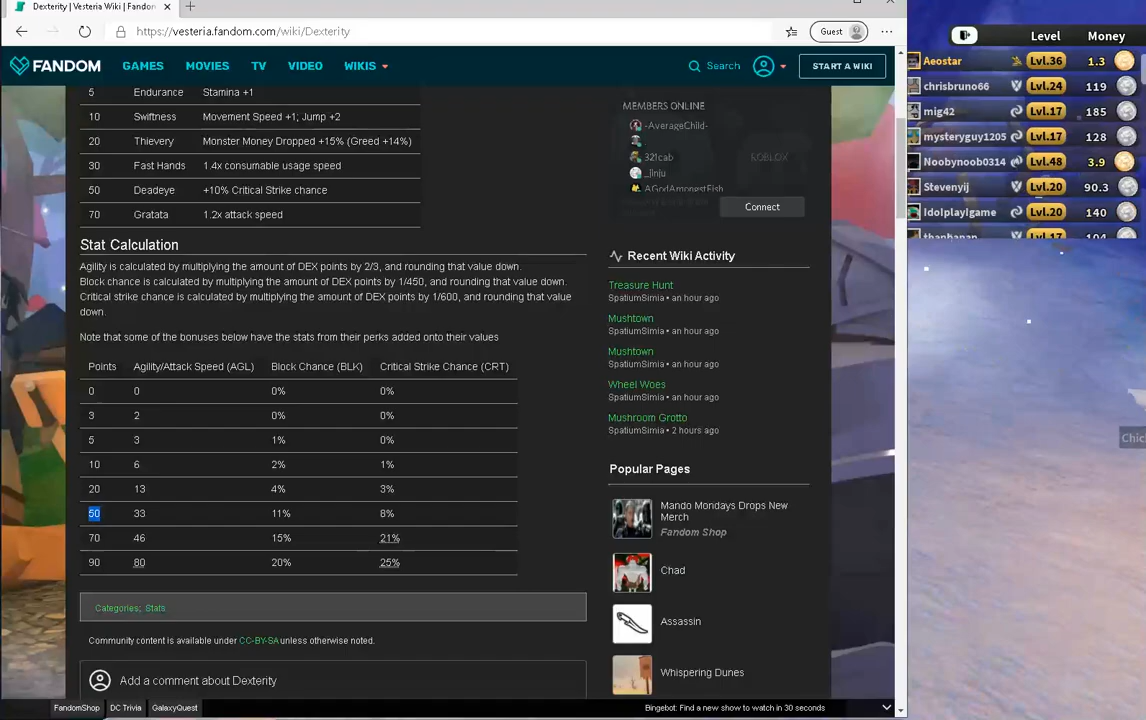 Dexterity | Vesteria Wiki | Fandom
https://vesteria.fandom.com/wiki/Dexterity
Guest
FANDOM GAMES MOVIES TV VIDEO WIKIS Search START A WIKI
5 Endurance Stamina +1
10 Swiftness Movement Speed +1; Jump +2
20 Thievery Monster Money Dropped +15% (Greed +14%)
30 Fast Hands 1.4x consumable usage speed
50 Deadeye +10% Critical Strike chance
70 Gratata 1.2x attack speed
Stat Calculation
Agility is calculated by multiplying the amount of DEX points by 2/3, and rounding that value down.
Block chance is calculated by multiplying the amount of DEX points by 1/450, and rounding that value down.
Critical strike chance is calculated by multiplying the amount of DEX points by 1/600, and rounding that value
down.
Note that some of the bonuses below have the stats from their perks added onto their values
Points Agility/Attack Speed (AGL) Block Chance (BLK) Critical Strike Chance (CRT)
0 0 0% 0%
3 2 0% 0%
5 3 1% 0%
10 6 2% 1%
20 13 4% 3%
50 33 11% 8%
70 46 15% 21%
90 80 20% 25%
Categories: Stats
Community content is available under CC-BY-SA unless otherwise noted.
Add a comment about Dexterity
MEMBERS ONLINE
-AverageChild-
321cab
_Jinju
AGodAmongstFish
ROBLOX
Connect
Recent Wiki Activity
Treasure Hunt
SpatiumSimia • an hour ago
Mushtown
SpatiumSimia • an hour ago
Mushtown
SpatiumSimia • an hour ago
Wheel Woes
SpatiumSimia • an hour ago
Mushroom Grotto
SpatiumSimia • 2 hours ago
Popular Pages
Mando Mondays Drops New
Merch
Fandom Shop
Chad
Assassin
Whispering Dunes
FandomShop DC Trivia GalaxyQuest Bingebot: Find a new show to watch in 30 seconds
Level Money
Aeostar Lvl.36 1.3
chrisbruno66 Lvl.24 119
mig42 Lvl.17 185
mysteryguy1205 Lvl.17 128
Noobynoob0314 Lvl.48 3.9
Stevenyij Lvl.20 90.3
IdolplayIgame Lvl.20 140
thanhanan Lvl.17 104
Chic